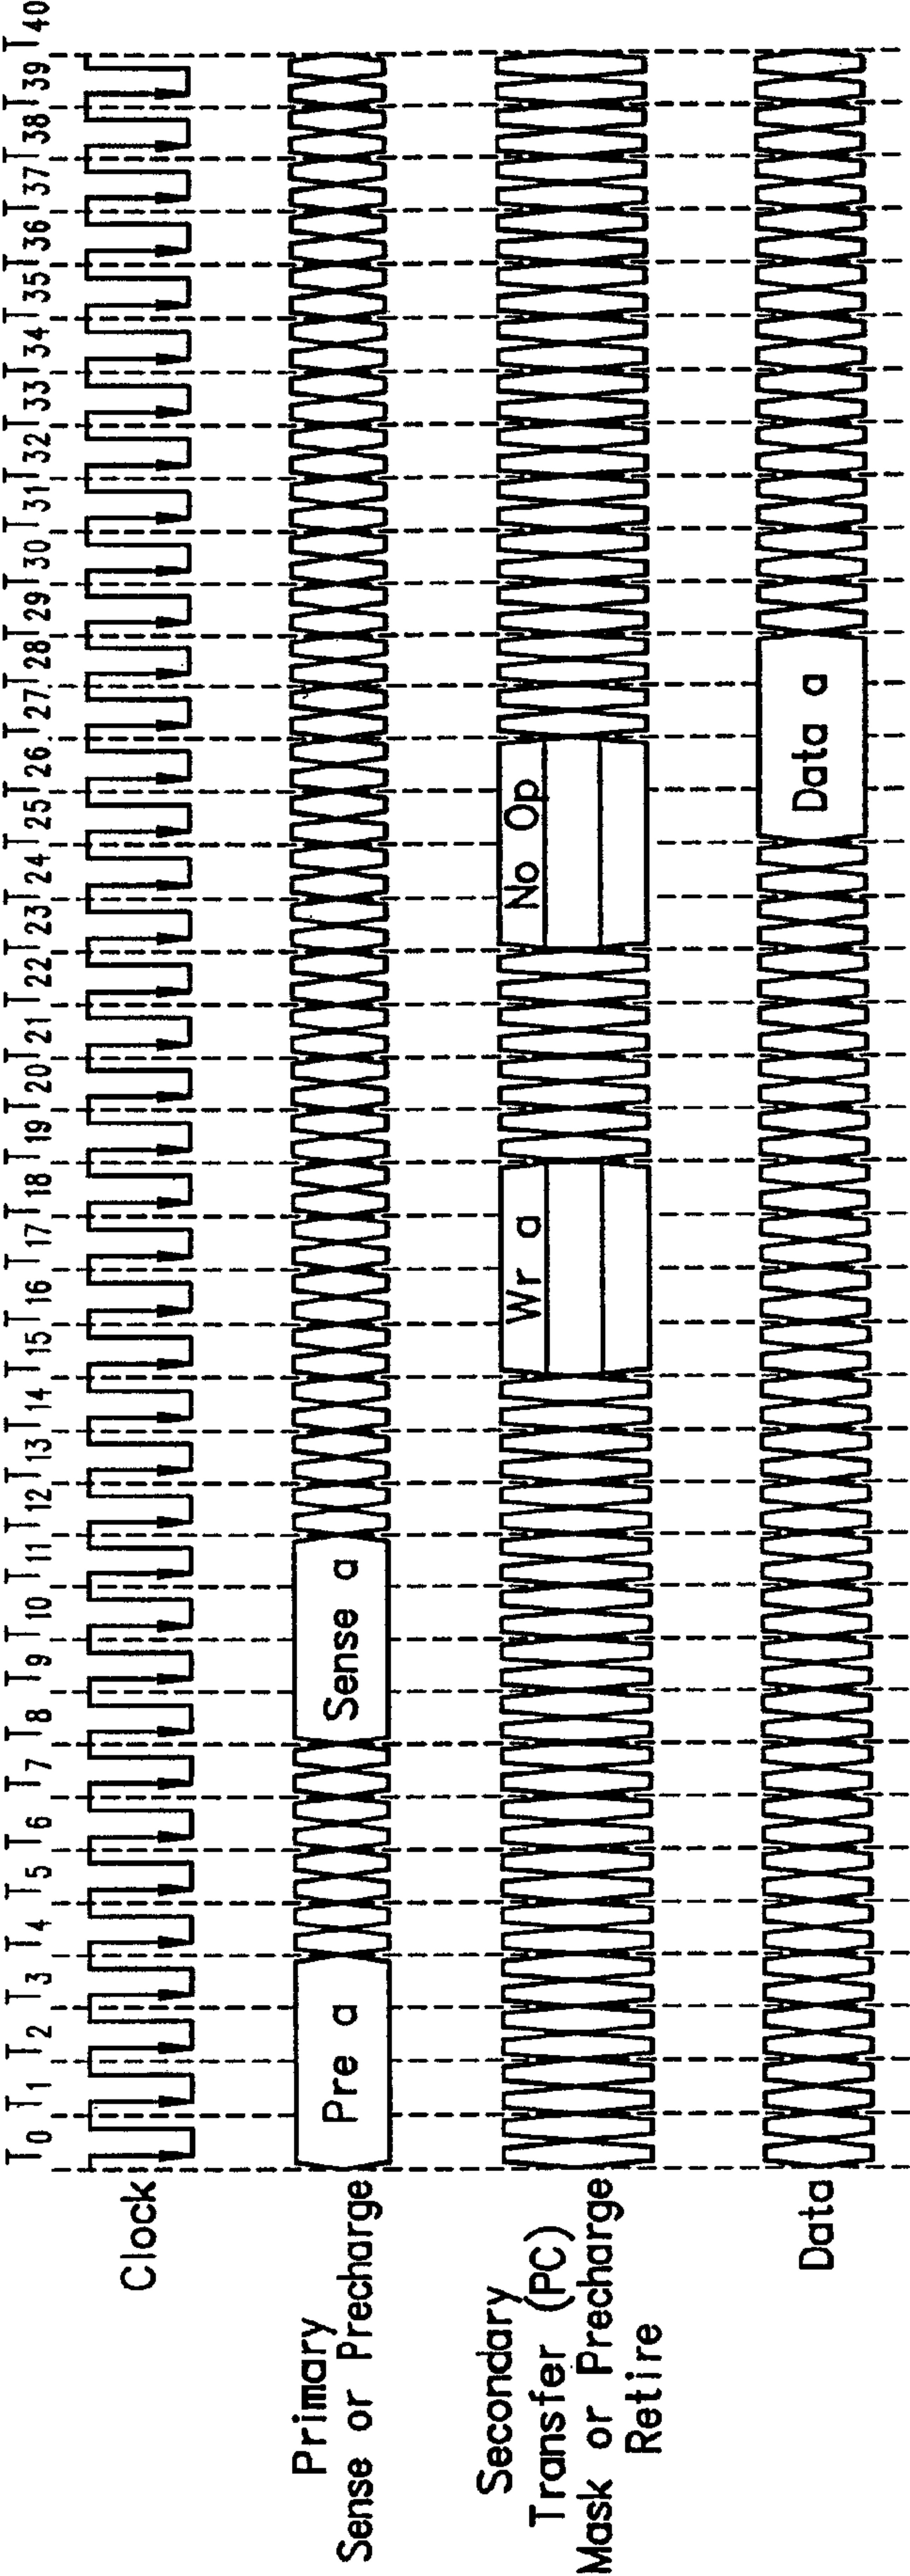 T0 T1 T2 T3 T4 T5 T6 T7 T8 T9 T10 T11 T12 T13 T14 T15 T16 T17 T18 T19 T20 T21 T22 T23 T24 T25 T26 T27 T28 T29 T30 T31 T32 T33 T34 T35 T36 T37 T38 T39 T40
Clock
Primary
Sense or Precharge
Pre a
Sense a
Secondary
Transfer (PC)
Mask or Precharge
Retire
Wr a
No Op
Data
Data a